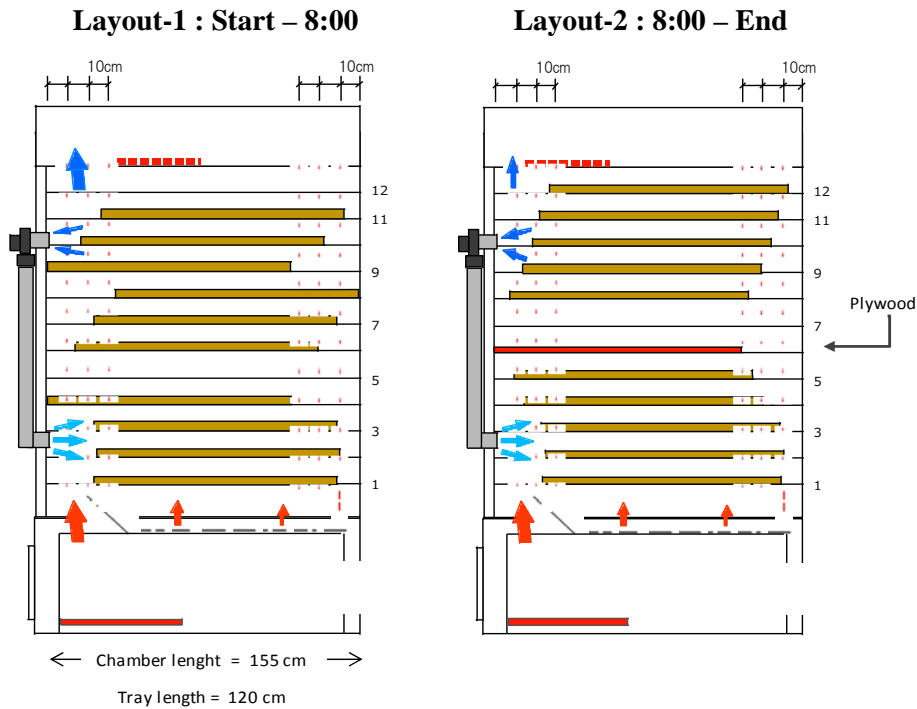 Layout-1 : Start – 8:00
Layout-2 : 8:00 – End
10cm
10cm
10cm
10cm
12
11
9
7
5
3
1
12
11
9
7
5
3
1
Plywood
Chamber lenght = 155 cm
Tray length = 120 cm